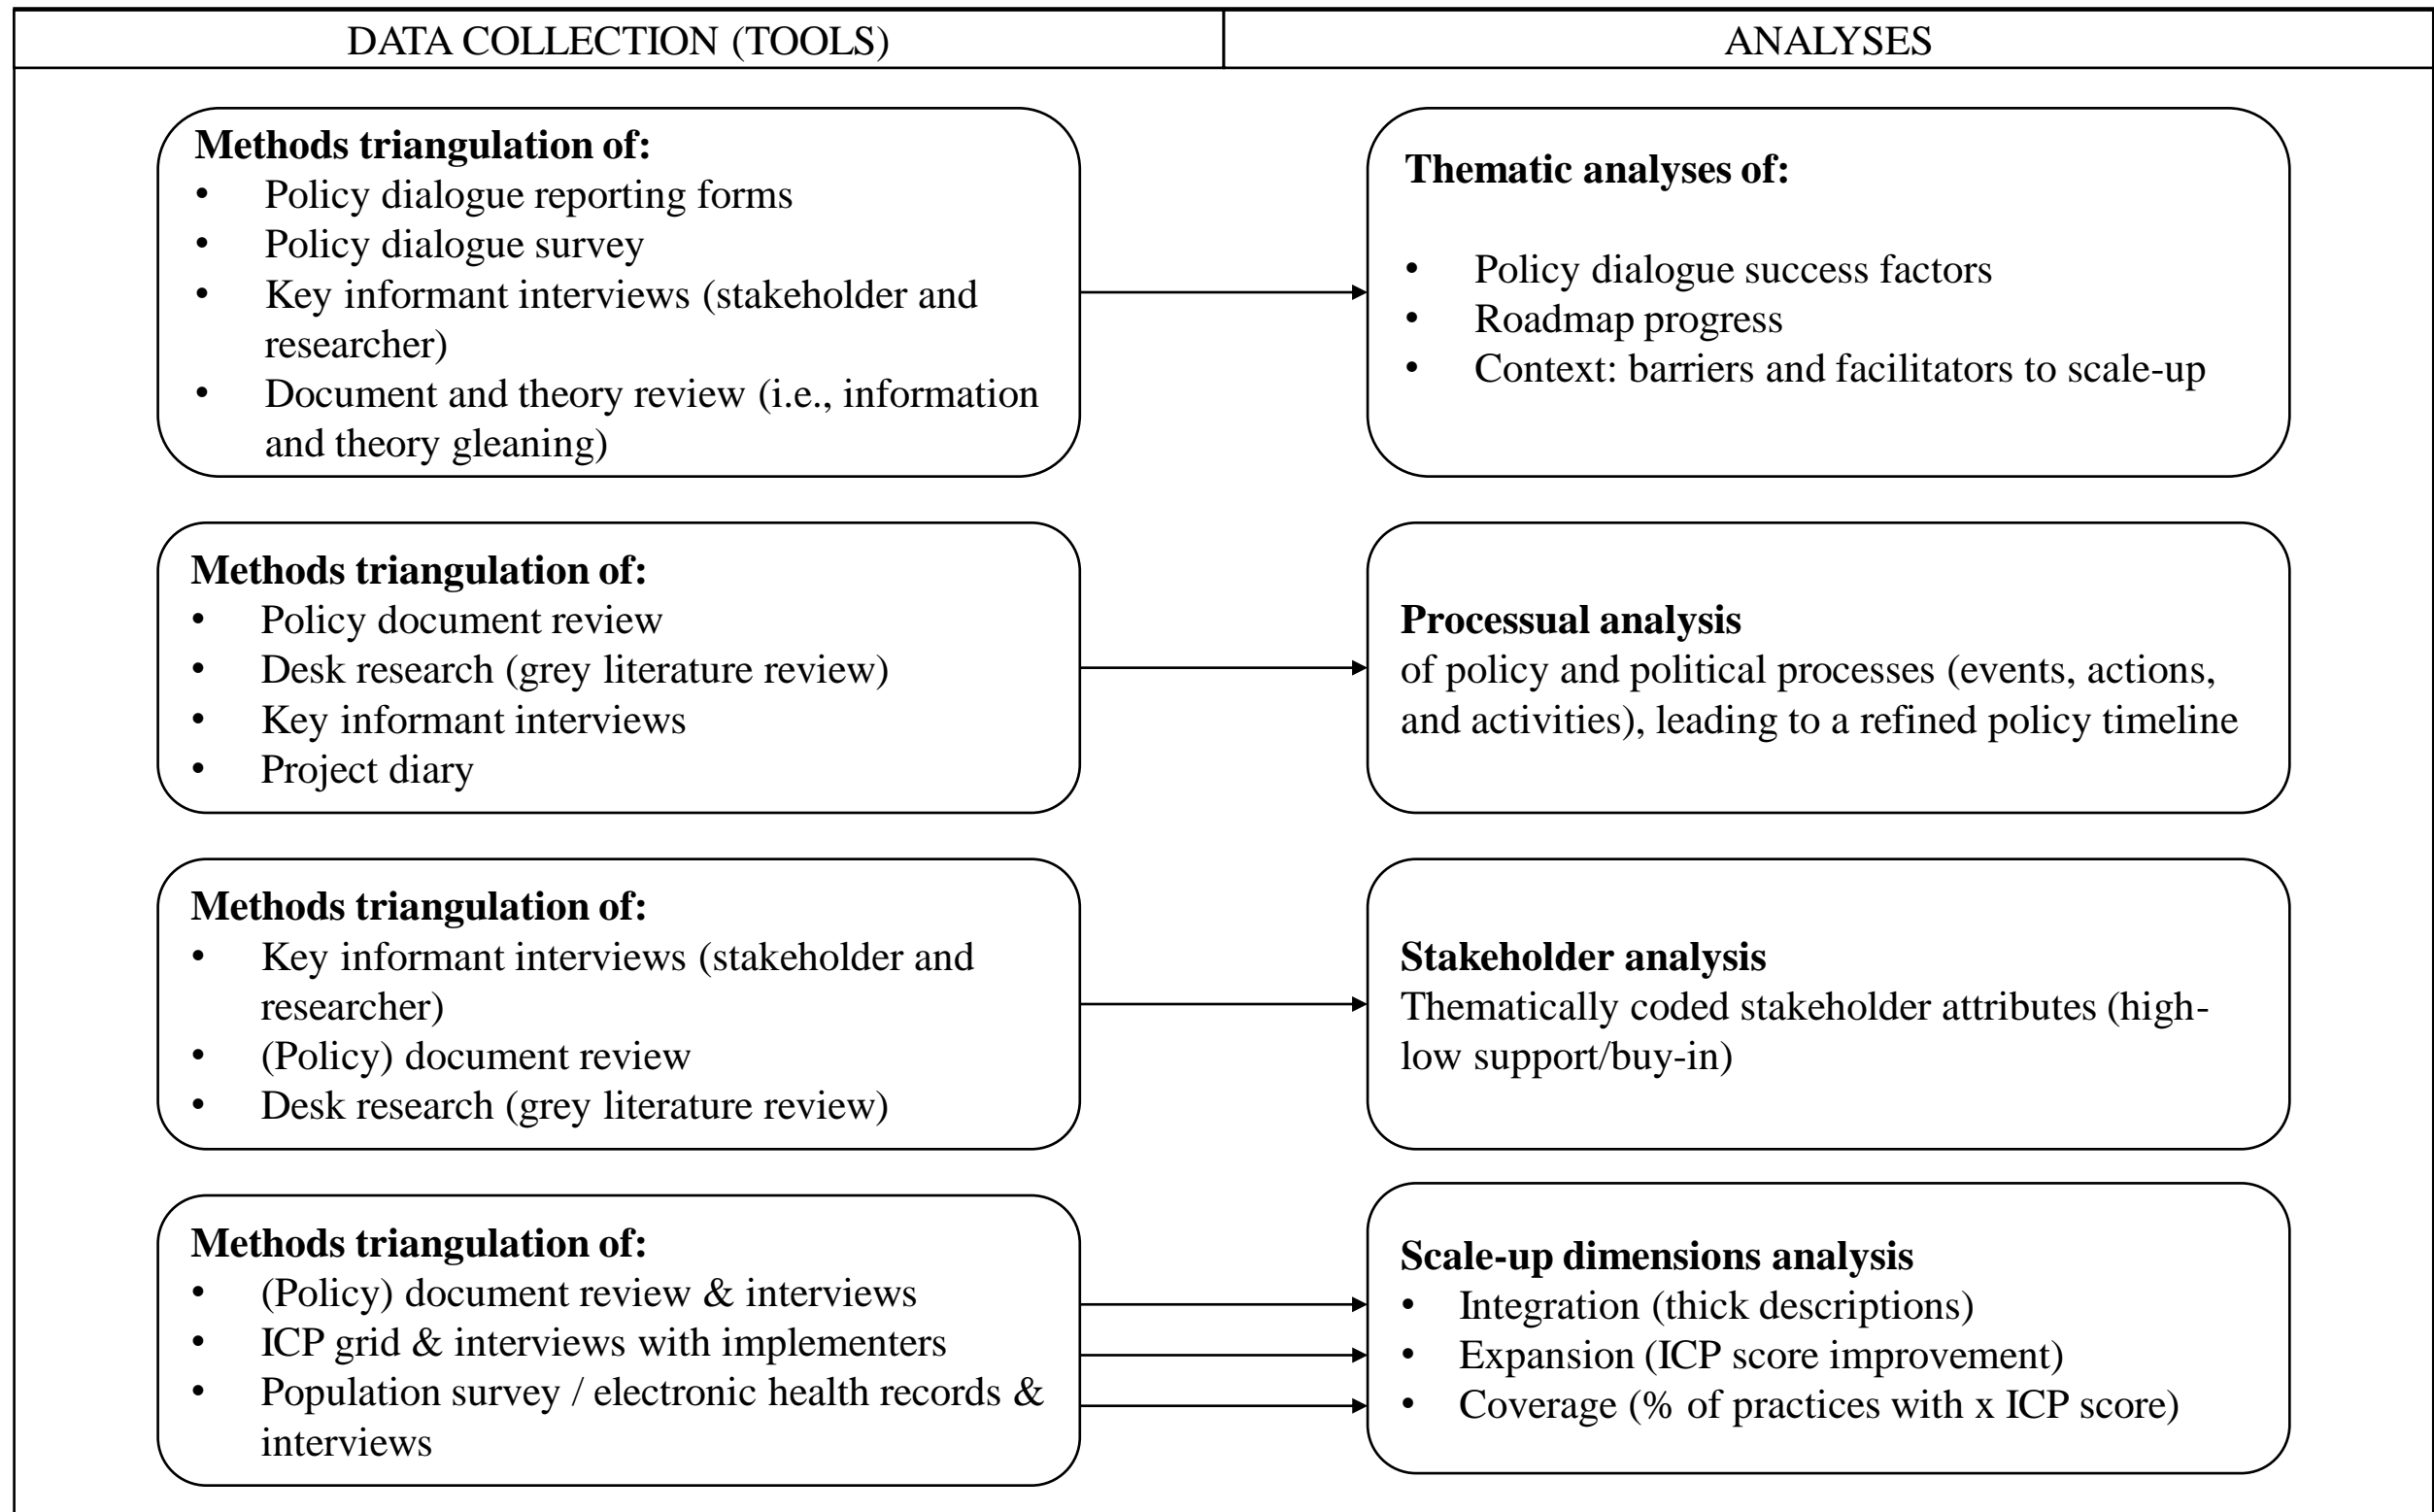 DATA COLLECTION (TOOLS)
ANALYSES
Methods triangulation of:
• Policy dialogue reporting forms
• Policy dialogue survey
• Key informant interviews (stakeholder and
researcher)
• Document and theory review (i.e., information
and theory gleaning)
Thematic analyses of:
• Policy dialogue success factors
• Roadmap progress
• Context: barriers and facilitators to scale-up
Methods triangulation of:
• Policy document review
• Desk research (grey literature review)
• Key informant interviews
• Project diary
Processual analysis
of policy and political processes (events, actions,
and activities), leading to a refined policy timeline
Methods triangulation of:
• Key informant interviews (stakeholder and
researcher)
• (Policy) document review
• Desk research (grey literature review)
Stakeholder analysis
Thematically coded stakeholder attributes (high-
low support/buy-in)
Methods triangulation of:
• (Policy) document review & interviews
• ICP grid & interviews with implementers
• Population survey / electronic health records &
interviews
Scale-up dimensions analysis
• Integration (thick descriptions)
• Expansion (ICP score improvement)
• Coverage (% of practices with x ICP score)